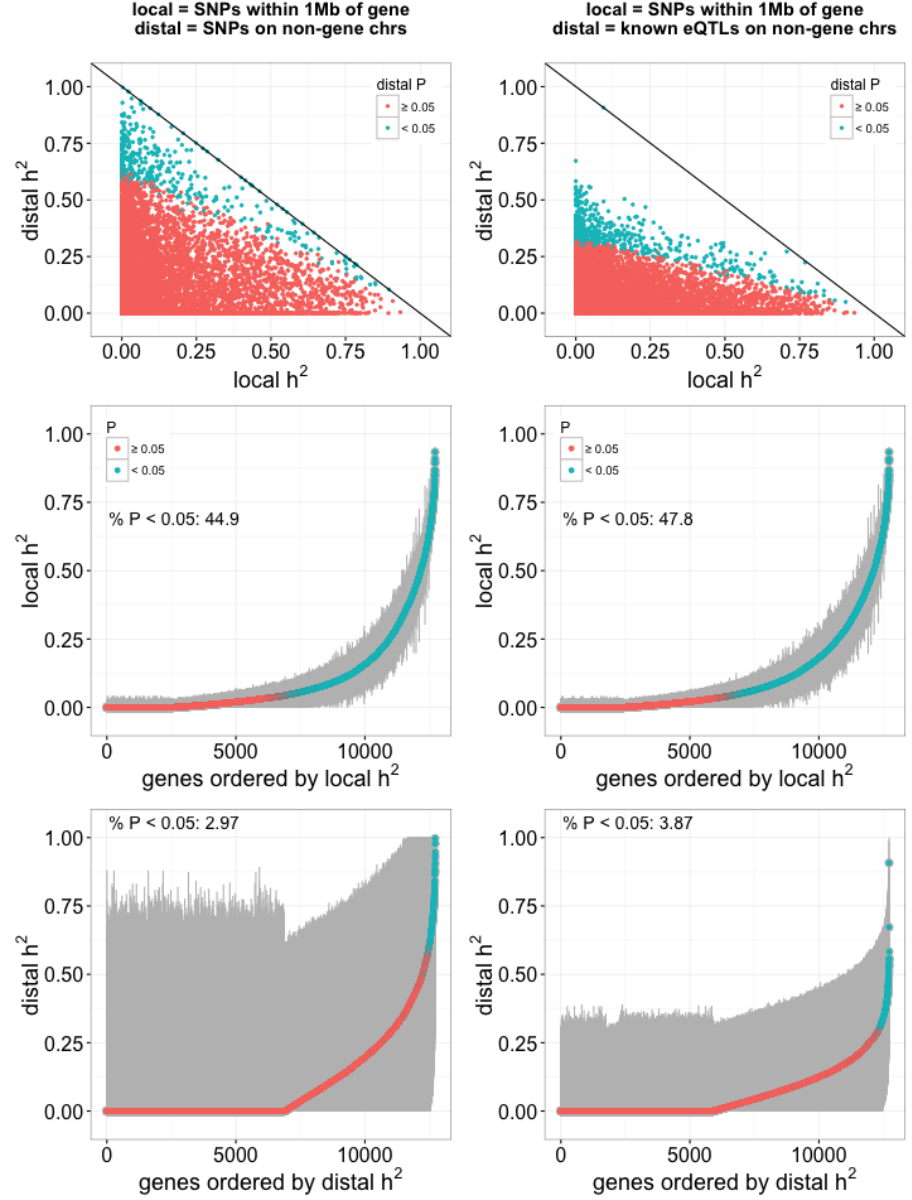 local = SNPs within 1Mb of gene
distal = SNPs on non-gene chrs
local = SNPs within 1Mb of gene
distal = known eQTLs on non-gene chrs
distal h²
1.00
0.75
0.50
0.25
0.00
distal P
≥ 0.05
< 0.05
0.00 0.25 0.50 0.75 1.00
local h²
distal h²
1.00
0.75
0.50
0.25
0.00
distal P
≥ 0.05
< 0.05
0.00 0.25 0.50 0.75 1.00
local h²
local h²
1.00
0.75
0.50
0.25
0.00
P
≥ 0.05
< 0.05
% P < 0.05: 44.9
0 5000 10000
genes ordered by local h²
local h²
1.00
0.75
0.50
0.25
0.00
P
≥ 0.05
< 0.05
% P < 0.05: 47.8
0 5000 10000
genes ordered by local h²
distal h²
1.00
0.75
0.50
0.25
0.00
% P < 0.05: 2.97
0 5000 10000
genes ordered by distal h²
distal h²
1.00
0.75
0.50
0.25
0.00
% P < 0.05: 3.87
0 5000 10000
genes ordered by distal h²